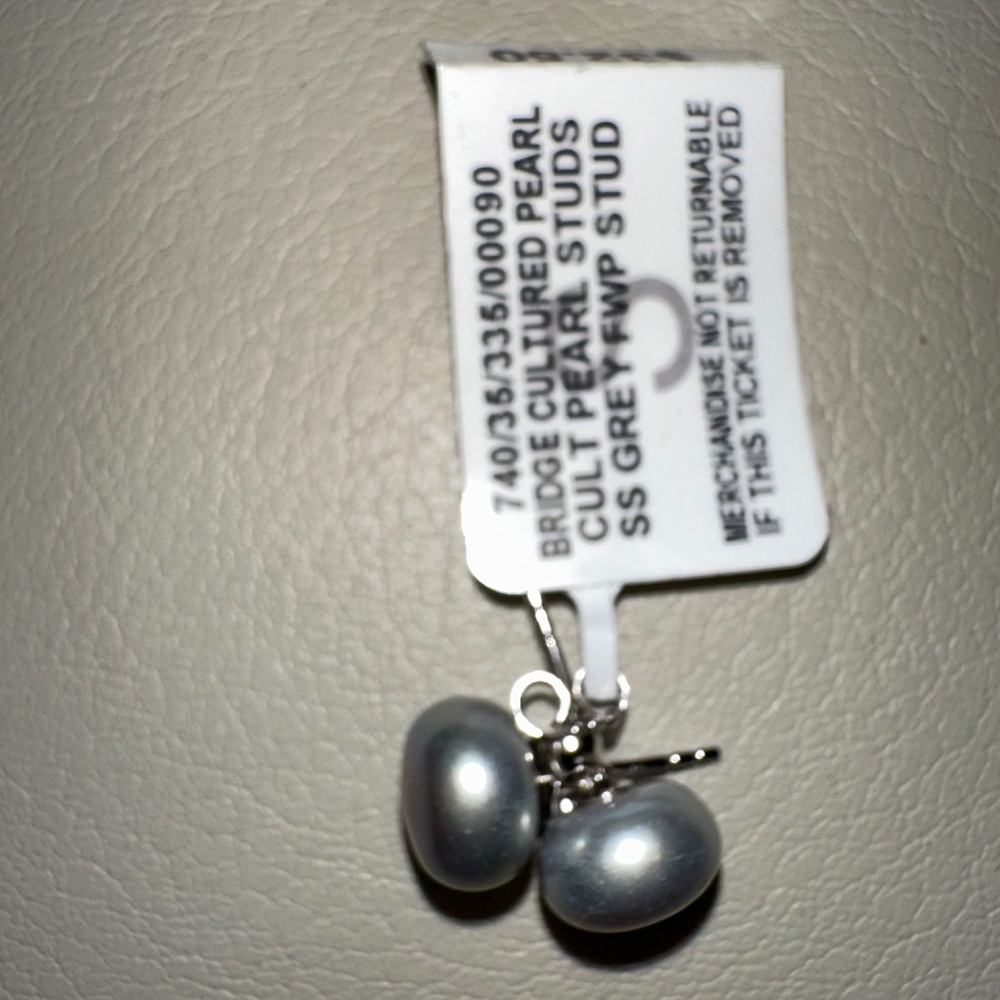 740/35/335/00090
BRIDGE CULTURED PEARL
CULT PEARL STUDS
SS GREY FWP STUD
MERCHANDISE NOT RETURNABLE
IF THIS TICKET IS REMOVED